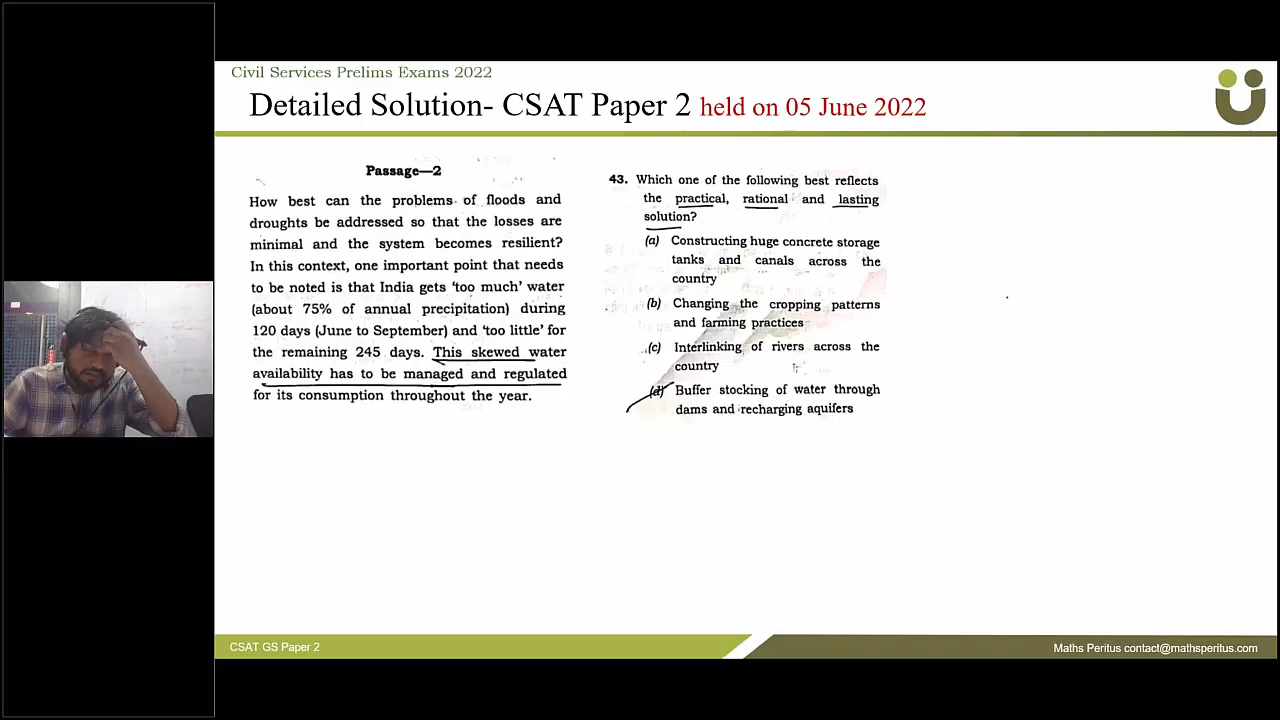 Civil Services Prelims Exams 2022
Detailed Solution- CSAT Paper 2 held on 05 June 2022
Passage—2
How best can the problems of floods and
droughts be addressed so that the losses are
minimal and the system becomes resilient?
In this context, one important point that needs
to be noted is that India gets ‘too much’ water
(about 75% of annual precipitation) during
120 days (June to September) and ‘too little’ for
the remaining 245 days. This skewed water
availability has to be managed and regulated
for its consumption throughout the year.
43. Which one of the following best reflects
the practical, rational and lasting
solution?
(a) Constructing huge concrete storage
tanks and canals across the
country
(b) Changing the cropping patterns
and farming practices
(c) Interlinking of rivers across the
country
(d) Buffer stocking of water through
dams and recharging aquifers
CSAT GS Paper 2
Maths Peritus contact@mathsperitus.com